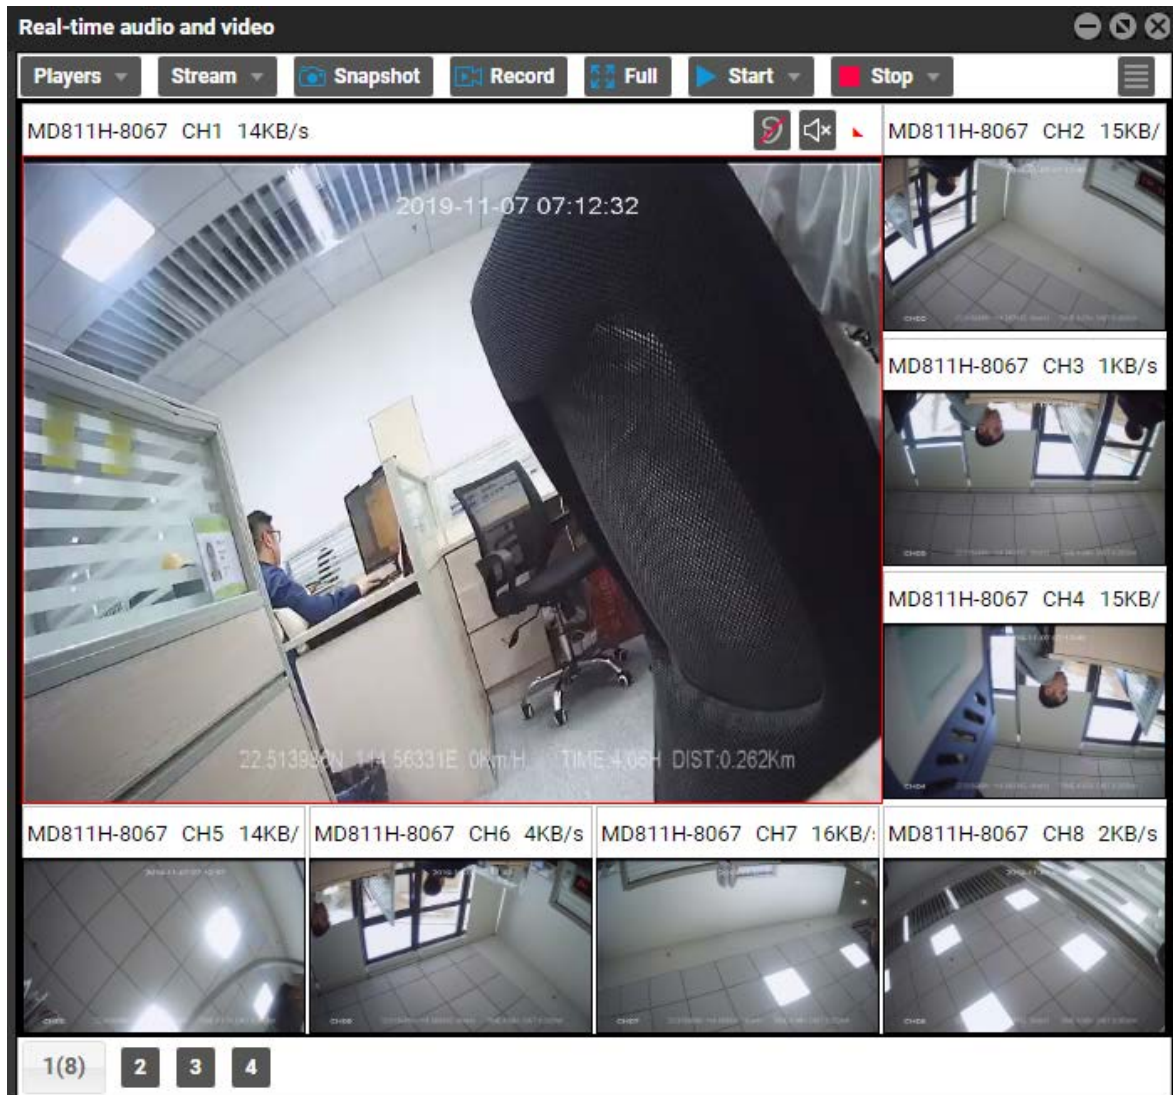 Real-time audio and video
Players Stream Snapshot Record Full Start Stop
MD811H-8067 CH1 14KB/s
2019-11-07 07:12:32
TIME:4.06H DIST:0.262Km
MD811H-8067 CH2 15KB/
MD811H-8067 CH3 1KB/s
MD811H-8067 CH4 15KB/
MD811H-8067 CH5 14KB/
MD811H-8067 CH6 4KB/s
MD811H-8067 CH7 16KB/
MD811H-8067 CH8 2KB/s
1(8) 2 3 4